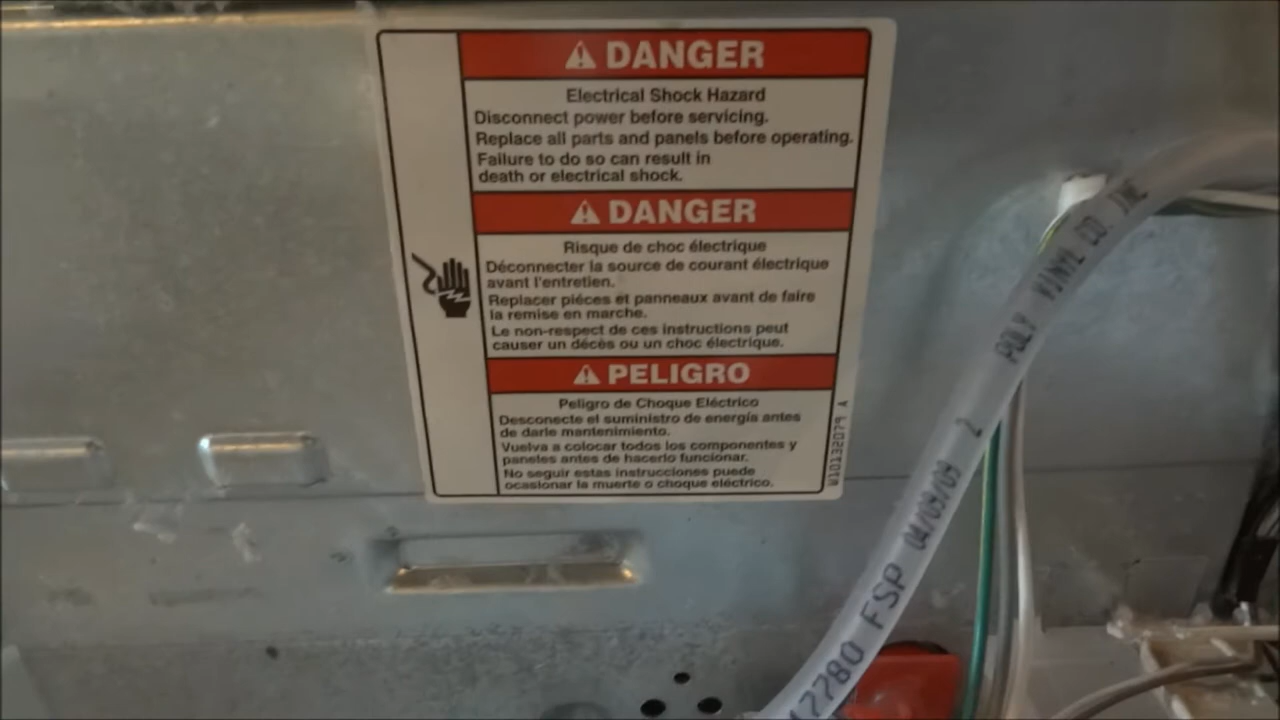 DANGER
Electrical Shock Hazard
Disconnect power before servicing.
Replace all parts and panels before operating.
Failure to do so can result in
death or electrical shock.
DANGER
Risque de choc électrique
Déconnecter la source de courant électrique
avant l'entretien.
Replacer pièces et panneaux avant de faire
la remise en marche.
Le non-respect de ces instructions peut
causer un décès ou un choc électrique.
PELIGRO
Peligro de Choque Eléctrico
Desconecte el suministro de energía antes
de darle mantenimiento.
Vuelva a colocar todos los componentes y
paneles antes de hacerlo funcionar.
No seguir estas instrucciones puede
ocasionar la muerte o choque eléctrico.
W10132079 A
7780 FSP 04/09/09 2 POLY VINYL CO. INC